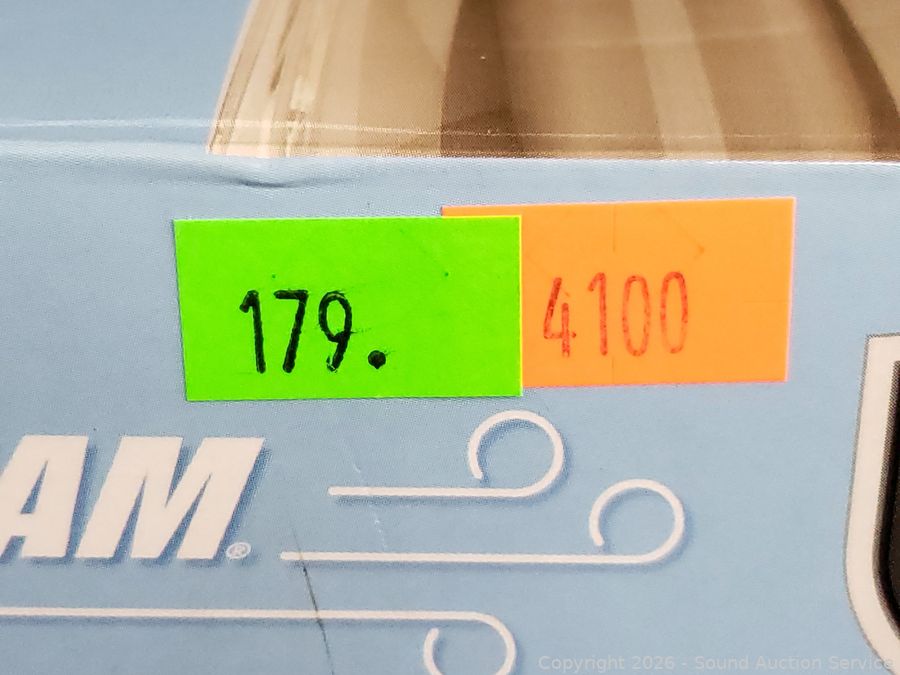 179.
4100
AM®
Copyright 2026 - Sound Auction Service